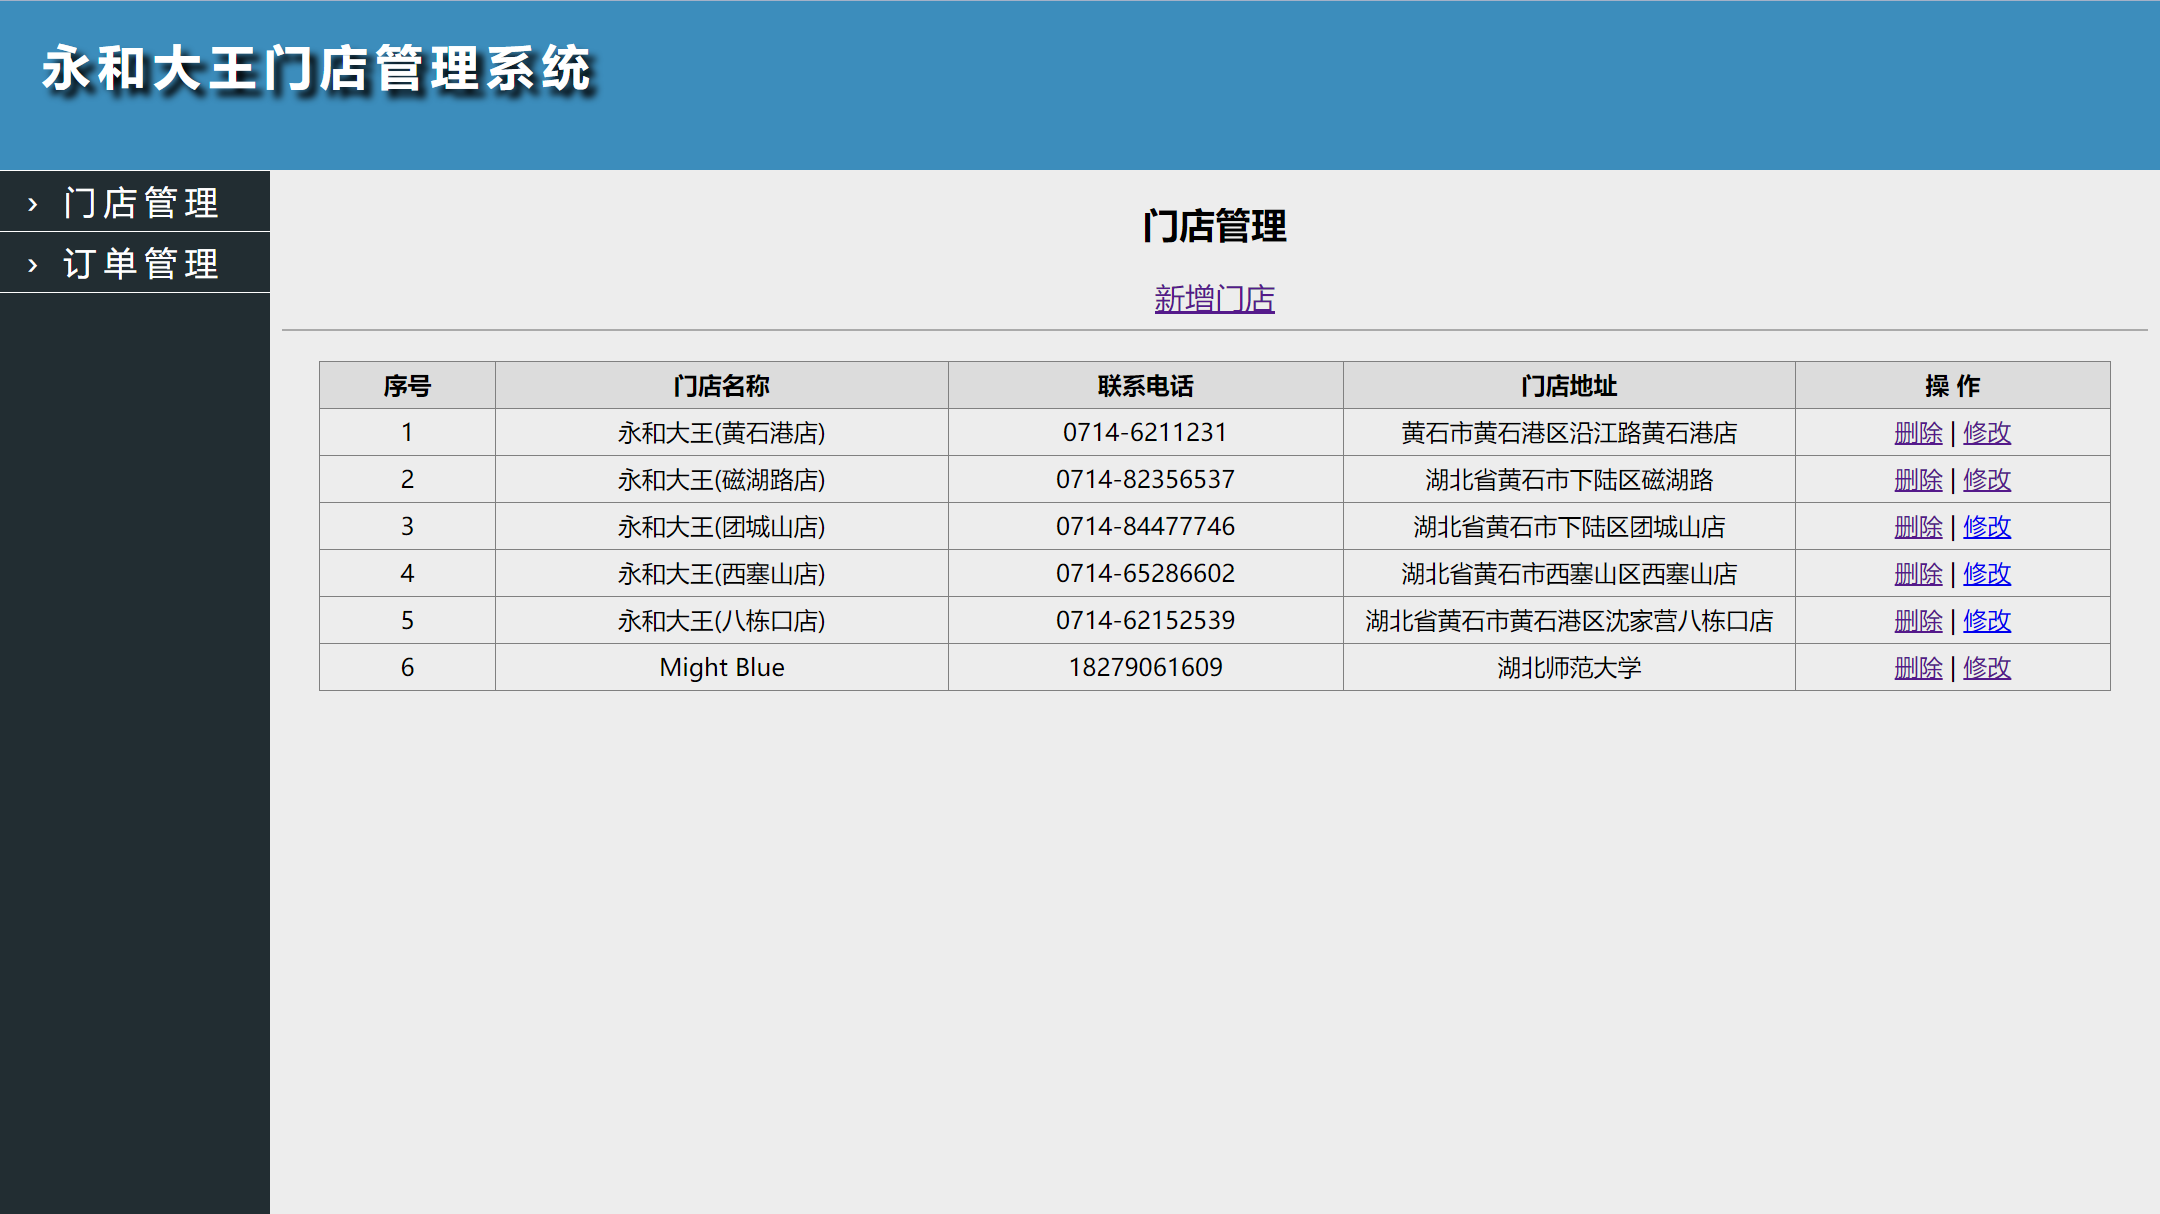 永和大王门店管理系统
› 门店管理
› 订单管理
门店管理
新增门店
序号 门店名称 联系电话 门店地址 操 作
1 永和大王(黄石港店) 0714-6211231 黄石市黄石港区沿江路黄石港店 删除 | 修改
2 永和大王(磁湖路店) 0714-82356537 湖北省黄石市下陆区磁湖路 删除 | 修改
3 永和大王(团城山店) 0714-84477746 湖北省黄石市下陆区团城山店 删除 | 修改
4 永和大王(西塞山店) 0714-65286602 湖北省黄石市西塞山区西塞山店 删除 | 修改
5 永和大王(八栋口店) 0714-62152539 湖北省黄石市黄石港区沈家营八栋口店 删除 | 修改
6 Might Blue 18279061609 湖北师范大学 删除 | 修改